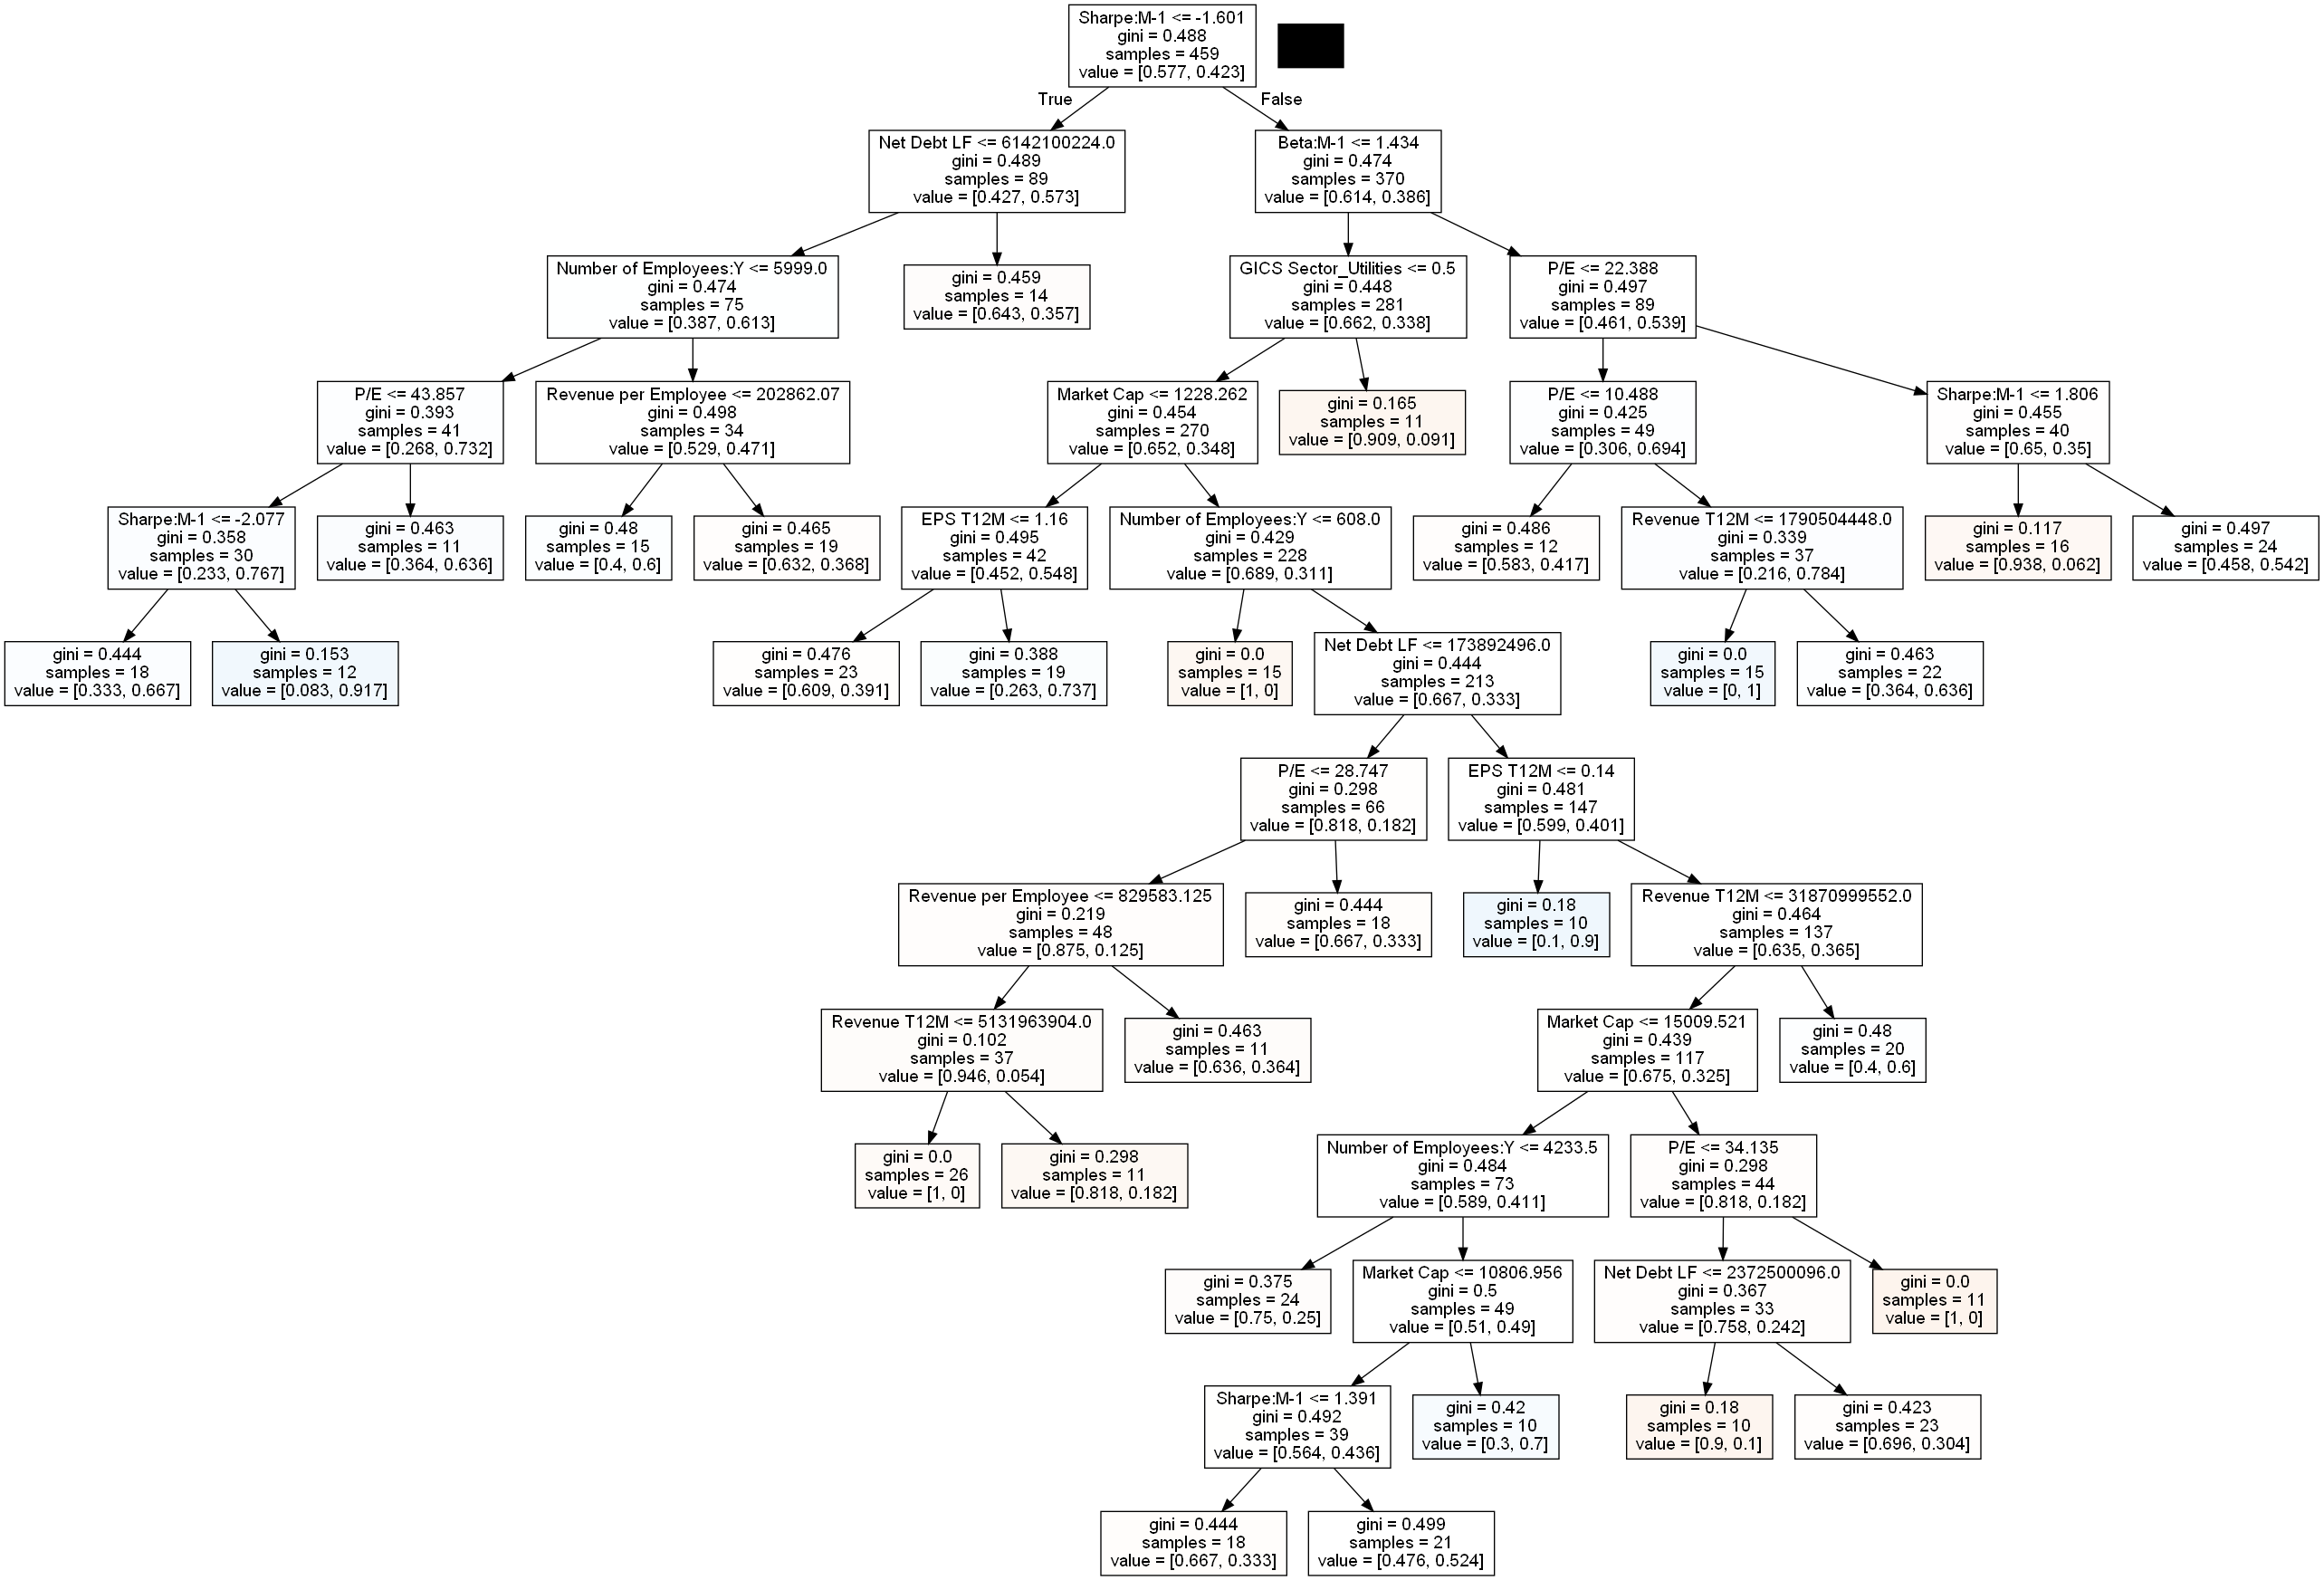 Sharpe:M-1 <= -1.601
gini = 0.488
samples = 459
value = [0.577, 0.423]
True
False
Net Debt LF <= 6142100224.0
gini = 0.489
samples = 89
value = [0.427, 0.573]
Beta:M-1 <= 1.434
gini = 0.474
samples = 370
value = [0.614, 0.386]
Number of Employees:Y <= 5999.0
gini = 0.474
samples = 75
value = [0.387, 0.613]
gini = 0.459
samples = 14
value = [0.643, 0.357]
GICS Sector_Utilities <= 0.5
gini = 0.448
samples = 281
value = [0.662, 0.338]
P/E <= 22.388
gini = 0.497
samples = 89
value = [0.461, 0.539]
P/E <= 43.857
gini = 0.393
samples = 41
value = [0.268, 0.732]
Revenue per Employee <= 202862.07
gini = 0.498
samples = 34
value = [0.529, 0.471]
Market Cap <= 1228.262
gini = 0.454
samples = 270
value = [0.652, 0.348]
gini = 0.165
samples = 11
value = [0.909, 0.091]
P/E <= 10.488
gini = 0.425
samples = 49
value = [0.306, 0.694]
Sharpe:M-1 <= 1.806
gini = 0.455
samples = 40
value = [0.65, 0.35]
Sharpe:M-1 <= -2.077
gini = 0.358
samples = 30
value = [0.233, 0.767]
gini = 0.463
samples = 11
value = [0.364, 0.636]
gini = 0.48
samples = 15
value = [0.4, 0.6]
gini = 0.465
samples = 19
value = [0.632, 0.368]
EPS T12M <= 1.16
gini = 0.495
samples = 42
value = [0.452, 0.548]
Number of Employees:Y <= 608.0
gini = 0.429
samples = 228
value = [0.689, 0.311]
gini = 0.486
samples = 12
value = [0.583, 0.417]
Revenue T12M <= 1790504448.0
gini = 0.339
samples = 37
value = [0.216, 0.784]
gini = 0.117
samples = 16
value = [0.938, 0.062]
gini = 0.497
samples = 24
value = [0.458, 0.542]
gini = 0.444
samples = 18
value = [0.333, 0.667]
gini = 0.153
samples = 12
value = [0.083, 0.917]
gini = 0.476
samples = 23
value = [0.609, 0.391]
gini = 0.388
samples = 19
value = [0.263, 0.737]
gini = 0.0
samples = 15
value = [1, 0]
Net Debt LF <= 173892496.0
gini = 0.444
samples = 213
value = [0.667, 0.333]
gini = 0.0
samples = 15
value = [0, 1]
gini = 0.463
samples = 22
value = [0.364, 0.636]
P/E <= 28.747
gini = 0.298
samples = 66
value = [0.818, 0.182]
EPS T12M <= 0.14
gini = 0.481
samples = 147
value = [0.599, 0.401]
Revenue per Employee <= 829583.125
gini = 0.219
samples = 48
value = [0.875, 0.125]
gini = 0.444
samples = 18
value = [0.667, 0.333]
gini = 0.18
samples = 10
value = [0.1, 0.9]
Revenue T12M <= 31870999552.0
gini = 0.464
samples = 137
value = [0.635, 0.365]
Revenue T12M <= 5131963904.0
gini = 0.102
samples = 37
value = [0.946, 0.054]
gini = 0.463
samples = 11
value = [0.636, 0.364]
Market Cap <= 15009.521
gini = 0.439
samples = 117
value = [0.675, 0.325]
gini = 0.48
samples = 20
value = [0.4, 0.6]
gini = 0.0
samples = 26
value = [1, 0]
gini = 0.298
samples = 11
value = [0.818, 0.182]
Number of Employees:Y <= 4233.5
gini = 0.484
samples = 73
value = [0.589, 0.411]
P/E <= 34.135
gini = 0.298
samples = 44
value = [0.818, 0.182]
gini = 0.375
samples = 24
value = [0.75, 0.25]
Market Cap <= 10806.956
gini = 0.5
samples = 49
value = [0.51, 0.49]
Net Debt LF <= 2372500096.0
gini = 0.367
samples = 33
value = [0.758, 0.242]
gini = 0.0
samples = 11
value = [1, 0]
Sharpe:M-1 <= 1.391
gini = 0.492
samples = 39
value = [0.564, 0.436]
gini = 0.42
samples = 10
value = [0.3, 0.7]
gini = 0.18
samples = 10
value = [0.9, 0.1]
gini = 0.423
samples = 23
value = [0.696, 0.304]
gini = 0.444
samples = 18
value = [0.667, 0.333]
gini = 0.499
samples = 21
value = [0.476, 0.524]